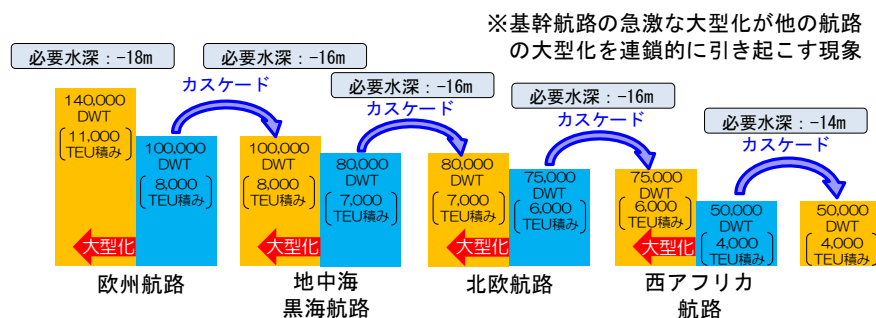 ※基幹航路の急激な大型化が他の航路
の大型化を連鎖的に引き起こす現象
必要水深：-18m
必要水深：-16m
必要水深：-16m
必要水深：-16m
必要水深：-14m
カスケード
カスケード
カスケード
カスケード
140,000
DWT
11,000
TEU積み
大型化
100,000
DWT
8,000
TEU積み
欧州航路
100,000
DWT
8,000
TEU積み
大型化
80,000
DWT
7,000
TEU積み
地中海
黒海航路
80,000
DWT
7,000
TEU積み
大型化
75,000
DWT
6,000
TEU積み
北欧航路
75,000
DWT
6,000
TEU積み
大型化
50,000
DWT
4,000
TEU積み
西アフリカ
航路
50,000
DWT
4,000
TEU積み